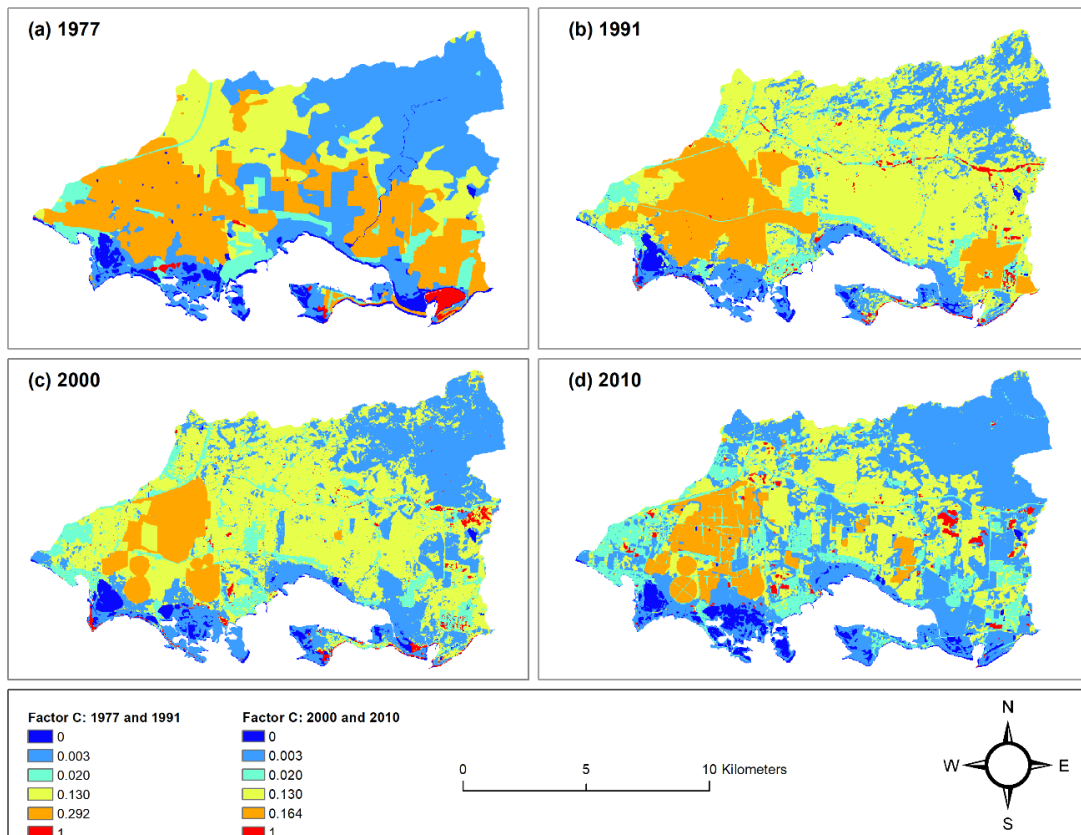 (a) 1977
(b) 1991
(c) 2000
(d) 2010
Factor C: 1977 and 1991
0
0.003
0.020
0.130
0.292
1
Factor C: 2000 and 2010
0
0.003
0.020
0.130
0.164
1
0 5 10 Kilometers
N
W E
S